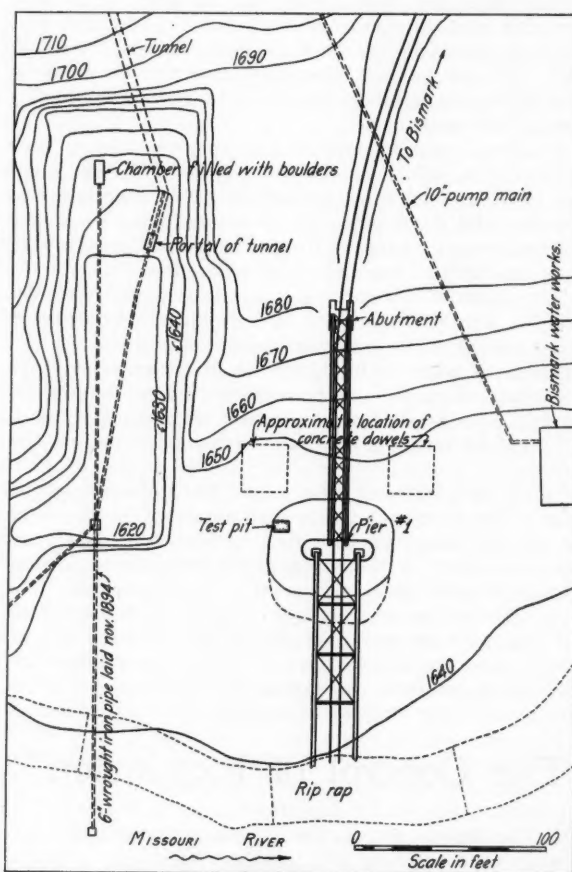 1710
Tunnel
1700
1690
To Bismark
Chamber filled with boulders
10"-pump main
Portal of tunnel
1640
1630
1680
Abutment
1670
Bismark water works.
1660
Approximate location of
concrete dowels
1650
1620
Test pit
Pier #1
6" wrought iron pipe laid nov. 1894
1640
Rip rap
MISSOURI RIVER
0 100
Scale in feet